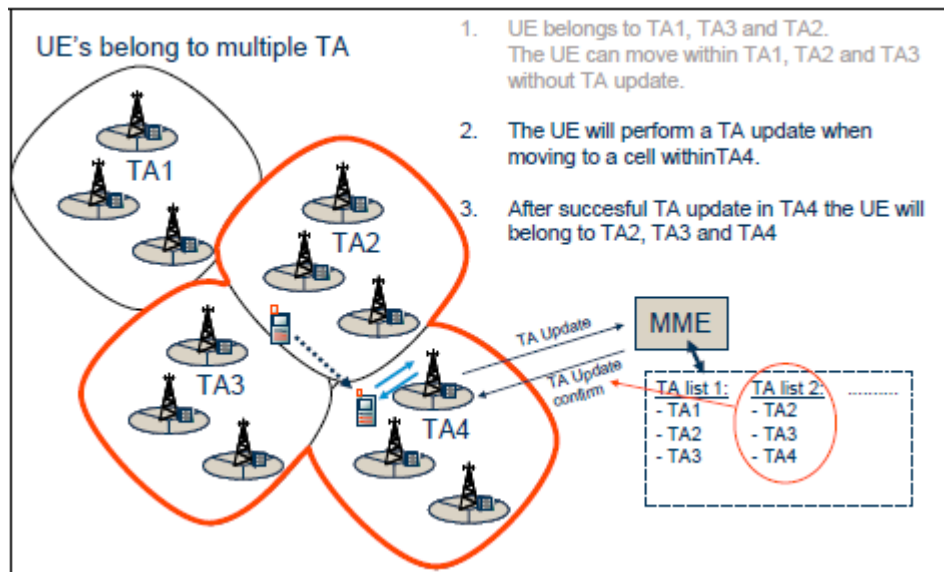 UE's belong to multiple TA
1. UE belongs to TA1, TA3 and TA2.
The UE can move within TA1, TA2 and TA3
without TA update.
2. The UE will perform a TA update when
moving to a cell withinTA4.
3. After succesful TA update in TA4 the UE will
belong to TA2, TA3 and TA4
TA1
TA2
TA3
TA4
TA Update
TA Update
confirm
MME
TA list 1:
- TA1
- TA2
- TA3
TA list 2:
- TA2
- TA3
- TA4